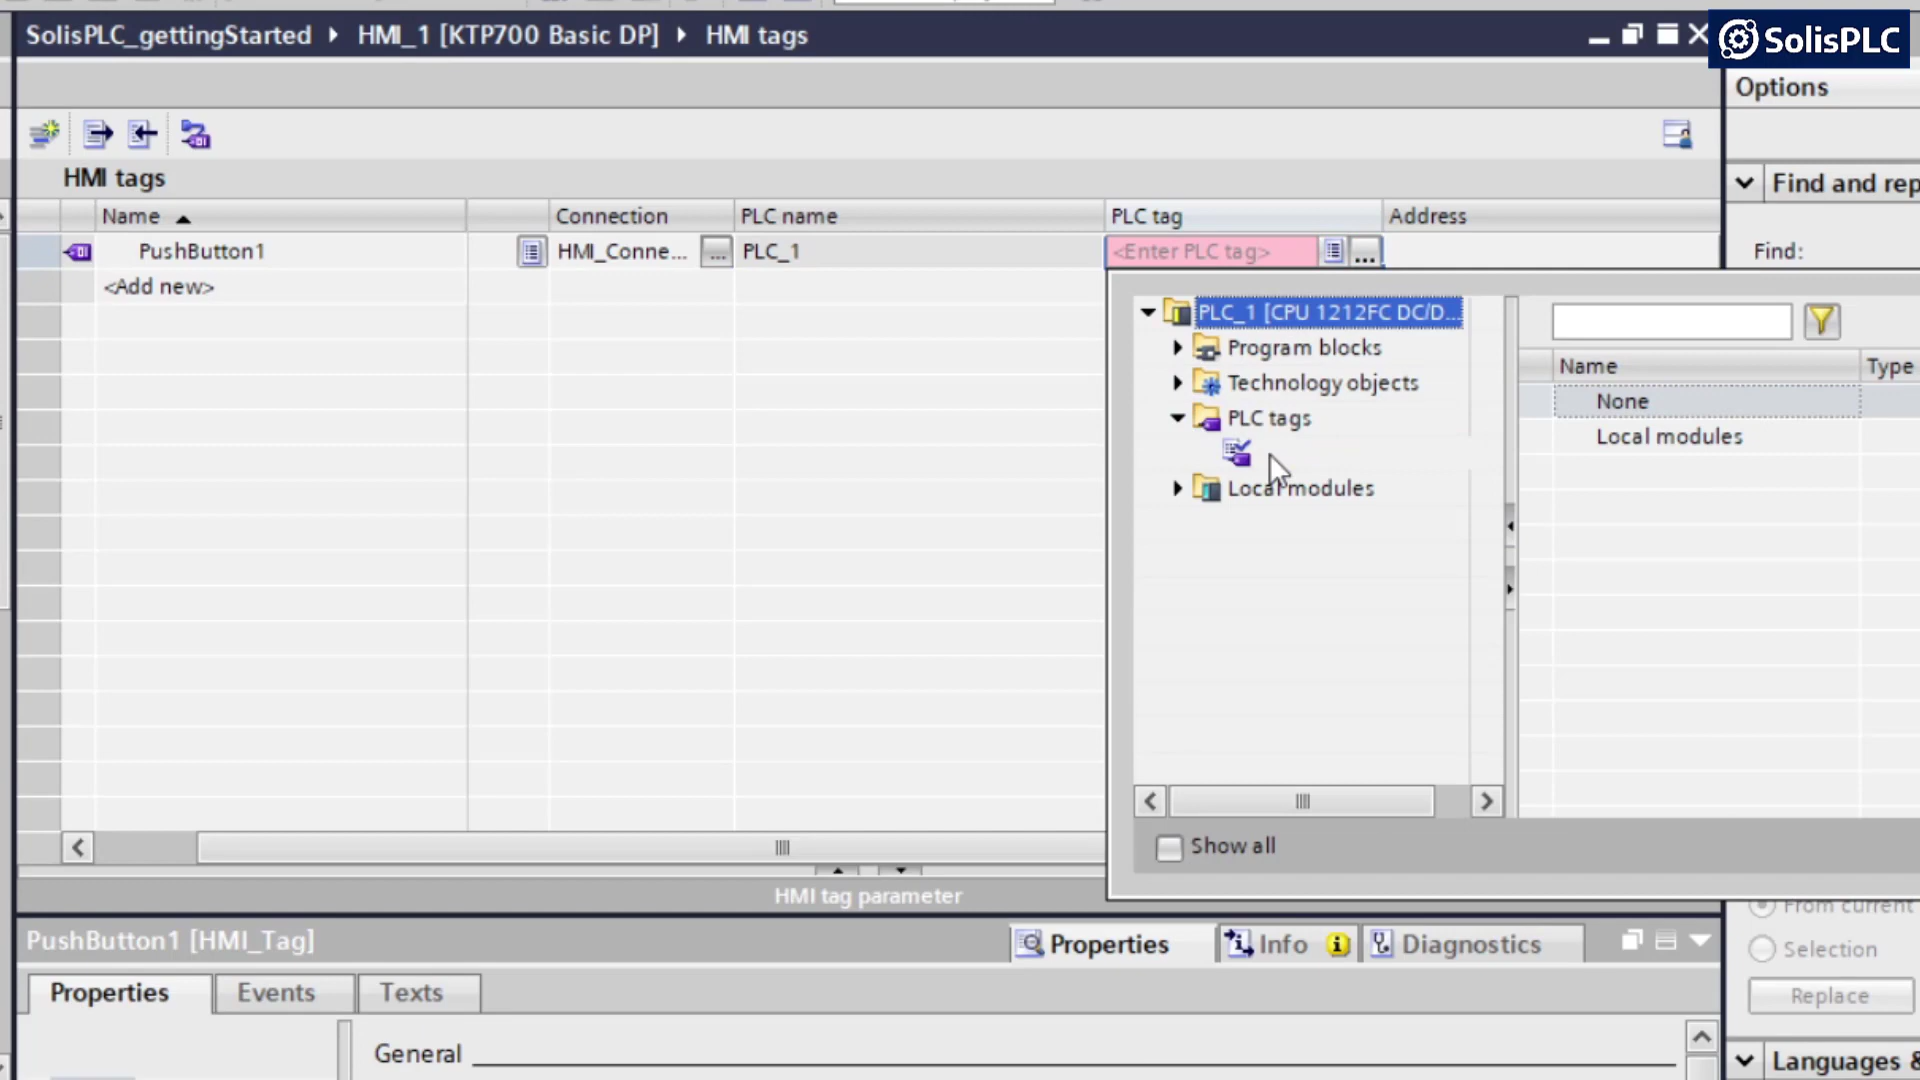 SolisPLC_gettingStarted ▸ HMI_1 [KTP700 Basic DP] ▸ HMI tags
SolisPLC
Options
HMI tags
Find and rep
Name Connection PLC name PLC tag Address
PushButton1 HMI_Conne... ... PLC_1 <Enter PLC tag> ...
Find:
<Add new>
PLC_1 [CPU 1212FC DC/D...
Program blocks
Name Type
Technology objects
None
PLC tags
Local modules
Local modules
Show all
HMI tag parameter
From current
PushButton1 [HMI_Tag]
Properties Info Diagnostics
Selection
Properties Events Texts
Replace
General
Languages &